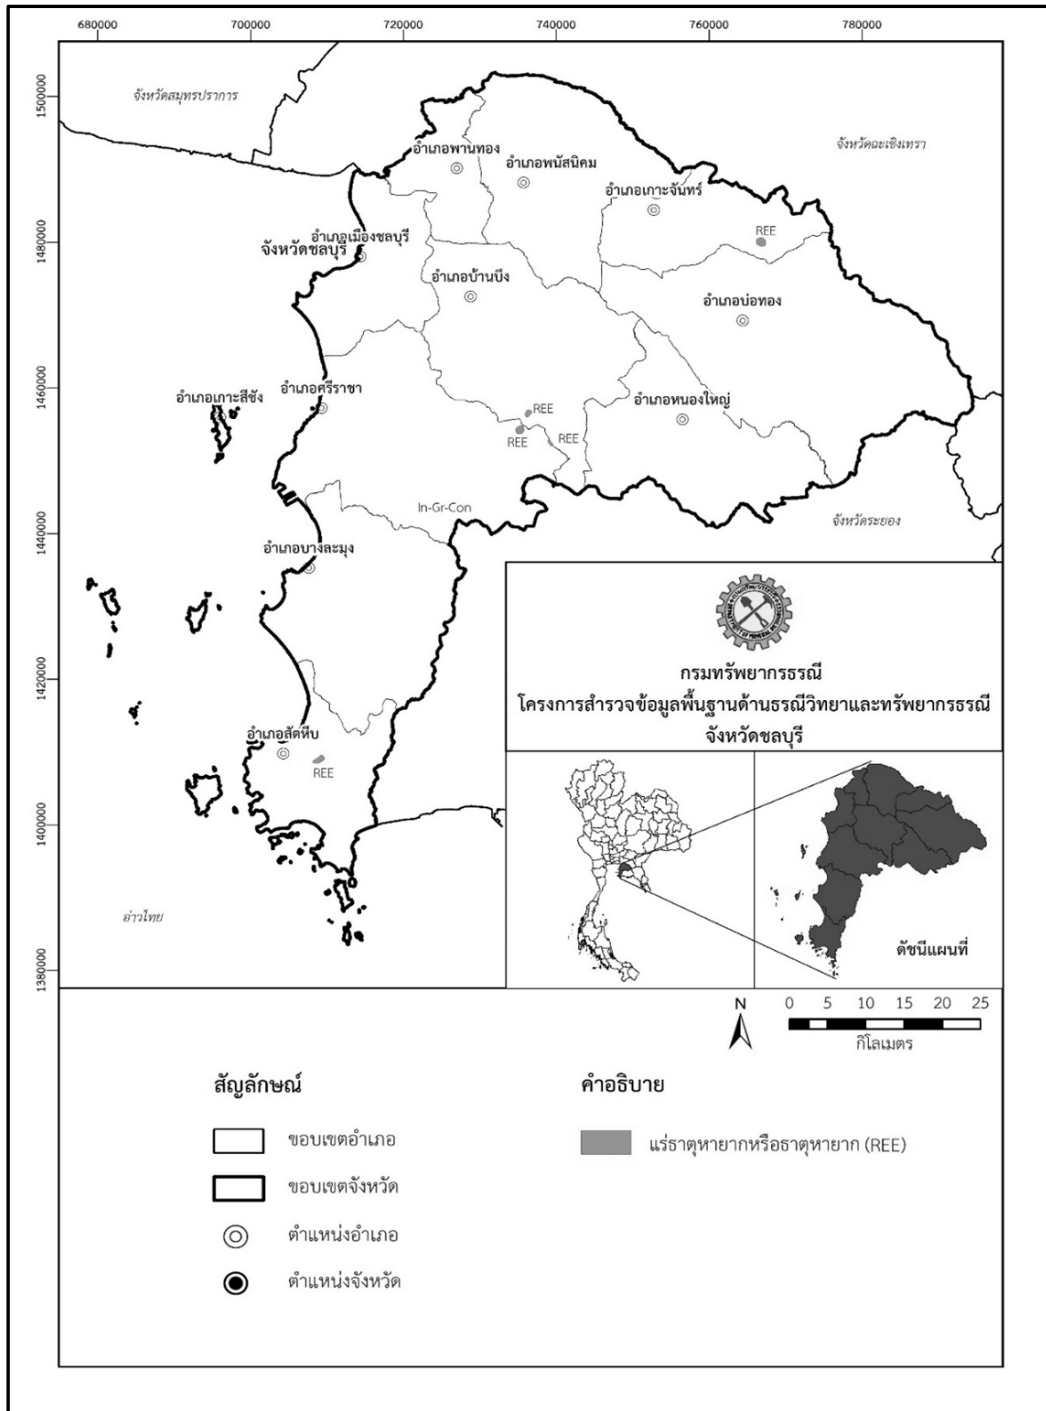 680000 700000 720000 740000 760000 780000
1500000
1480000
1460000
1440000
1420000
1400000
1380000
จังหวัดสมุทรปราการ
จังหวัดฉะเชิงเทรา
อำเภอพานทอง
อำเภอพนัสนิคม
อำเภอเกาะจันทร์
REE
อำเภอเมืองชลบุรี
จังหวัดชลบุรี
อำเภอบ้านบึง
อำเภอบ่อทอง
อำเภอศรีราชา
อำเภอเกาะสีชัง
อำเภอหนองใหญ่
REE
REE
REE
In-Gr-Con
จังหวัดระยอง
อำเภอบางละมุง
อำเภอสัตหีบ
REE
อ่าวไทย
กรมทรัพยากรธรณี
โครงการสำรวจข้อมูลพื้นฐานด้านธรณีวิทยาและทรัพยากรธรณี
จังหวัดชลบุรี
ดัชนีแผนที่
N
0 5 10 15 20 25
กิโลเมตร
สัญลักษณ์
ขอบเขตอำเภอ
ขอบเขตจังหวัด
ตำแหน่งอำเภอ
ตำแหน่งจังหวัด
คำอธิบาย
แร่ธาตุหายากหรือธาตุหายาก (REE)